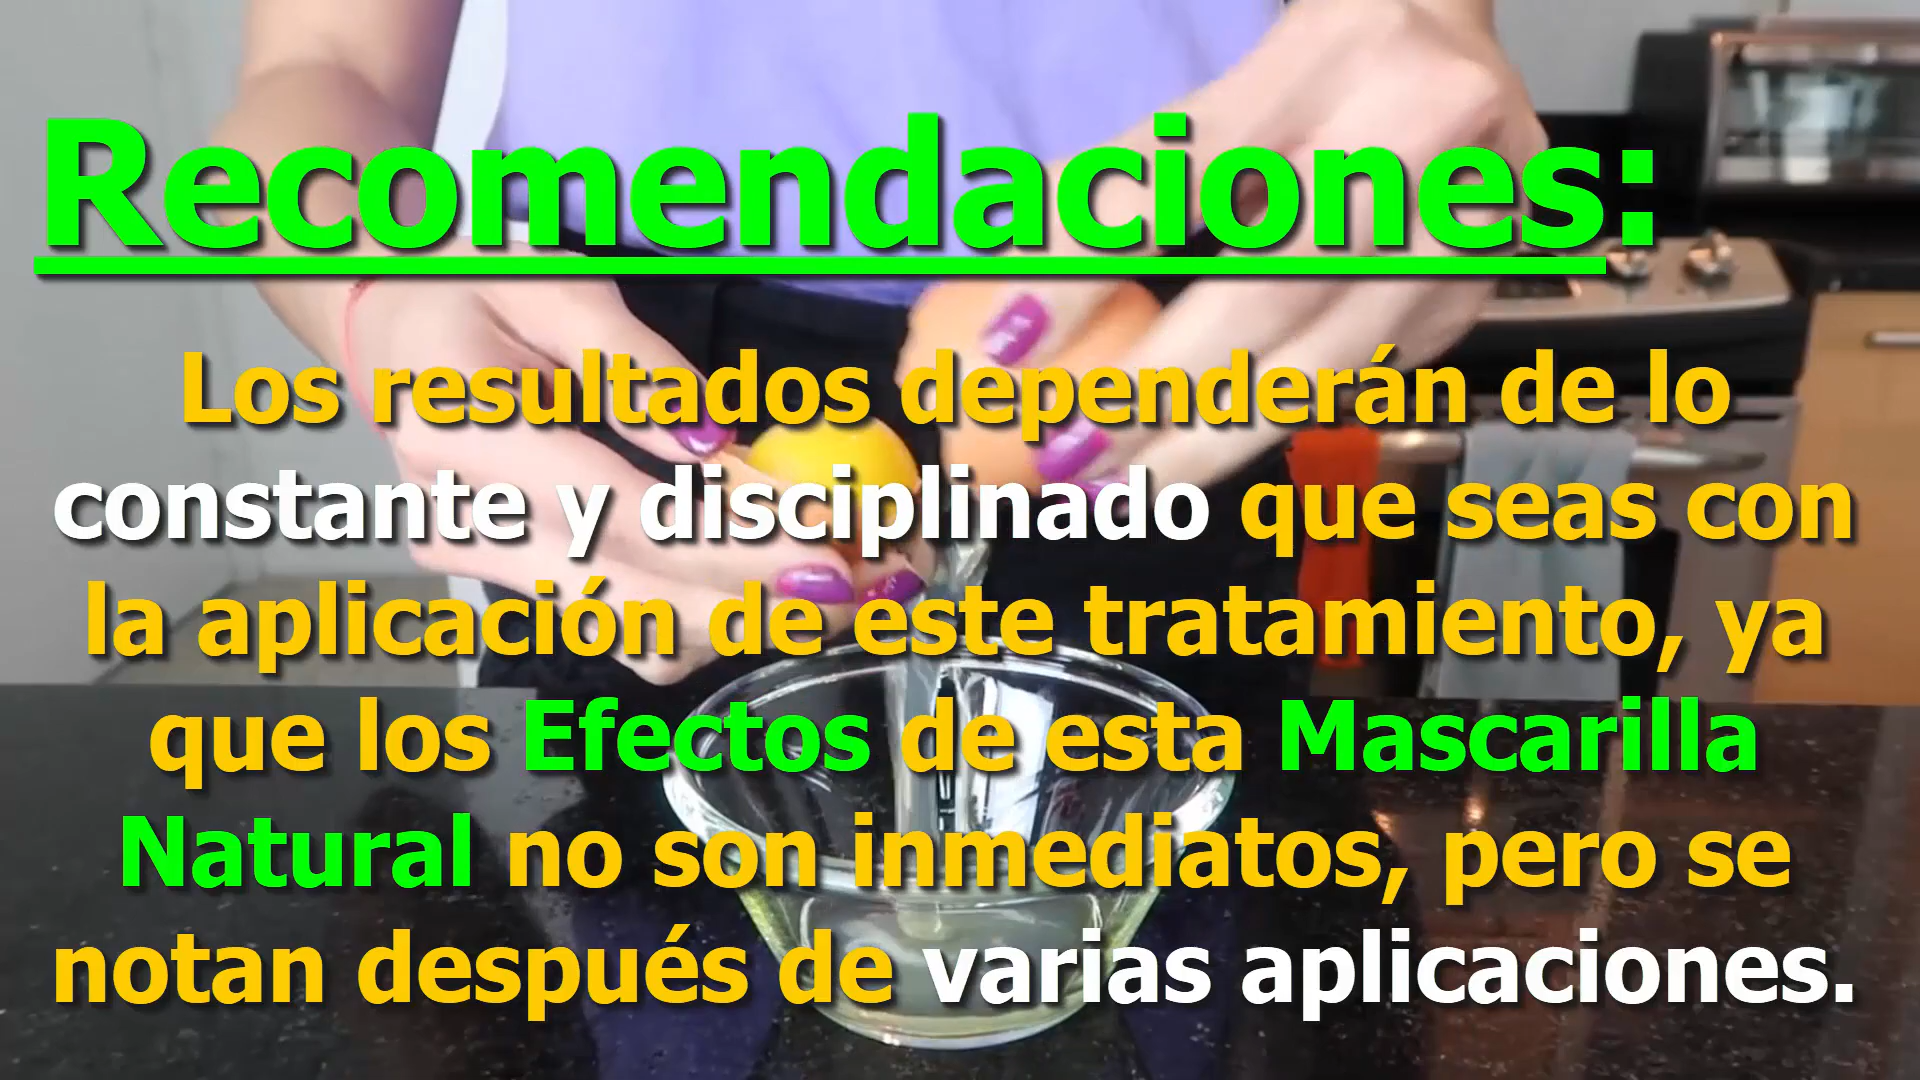 Recomendaciones:
Los resultados dependerán de lo
constante y disciplinado que seas con
la aplicación de este tratamiento, ya
que los Efectos de esta Mascarilla
Natural no son inmediatos, pero se
notan después de varias aplicaciones.